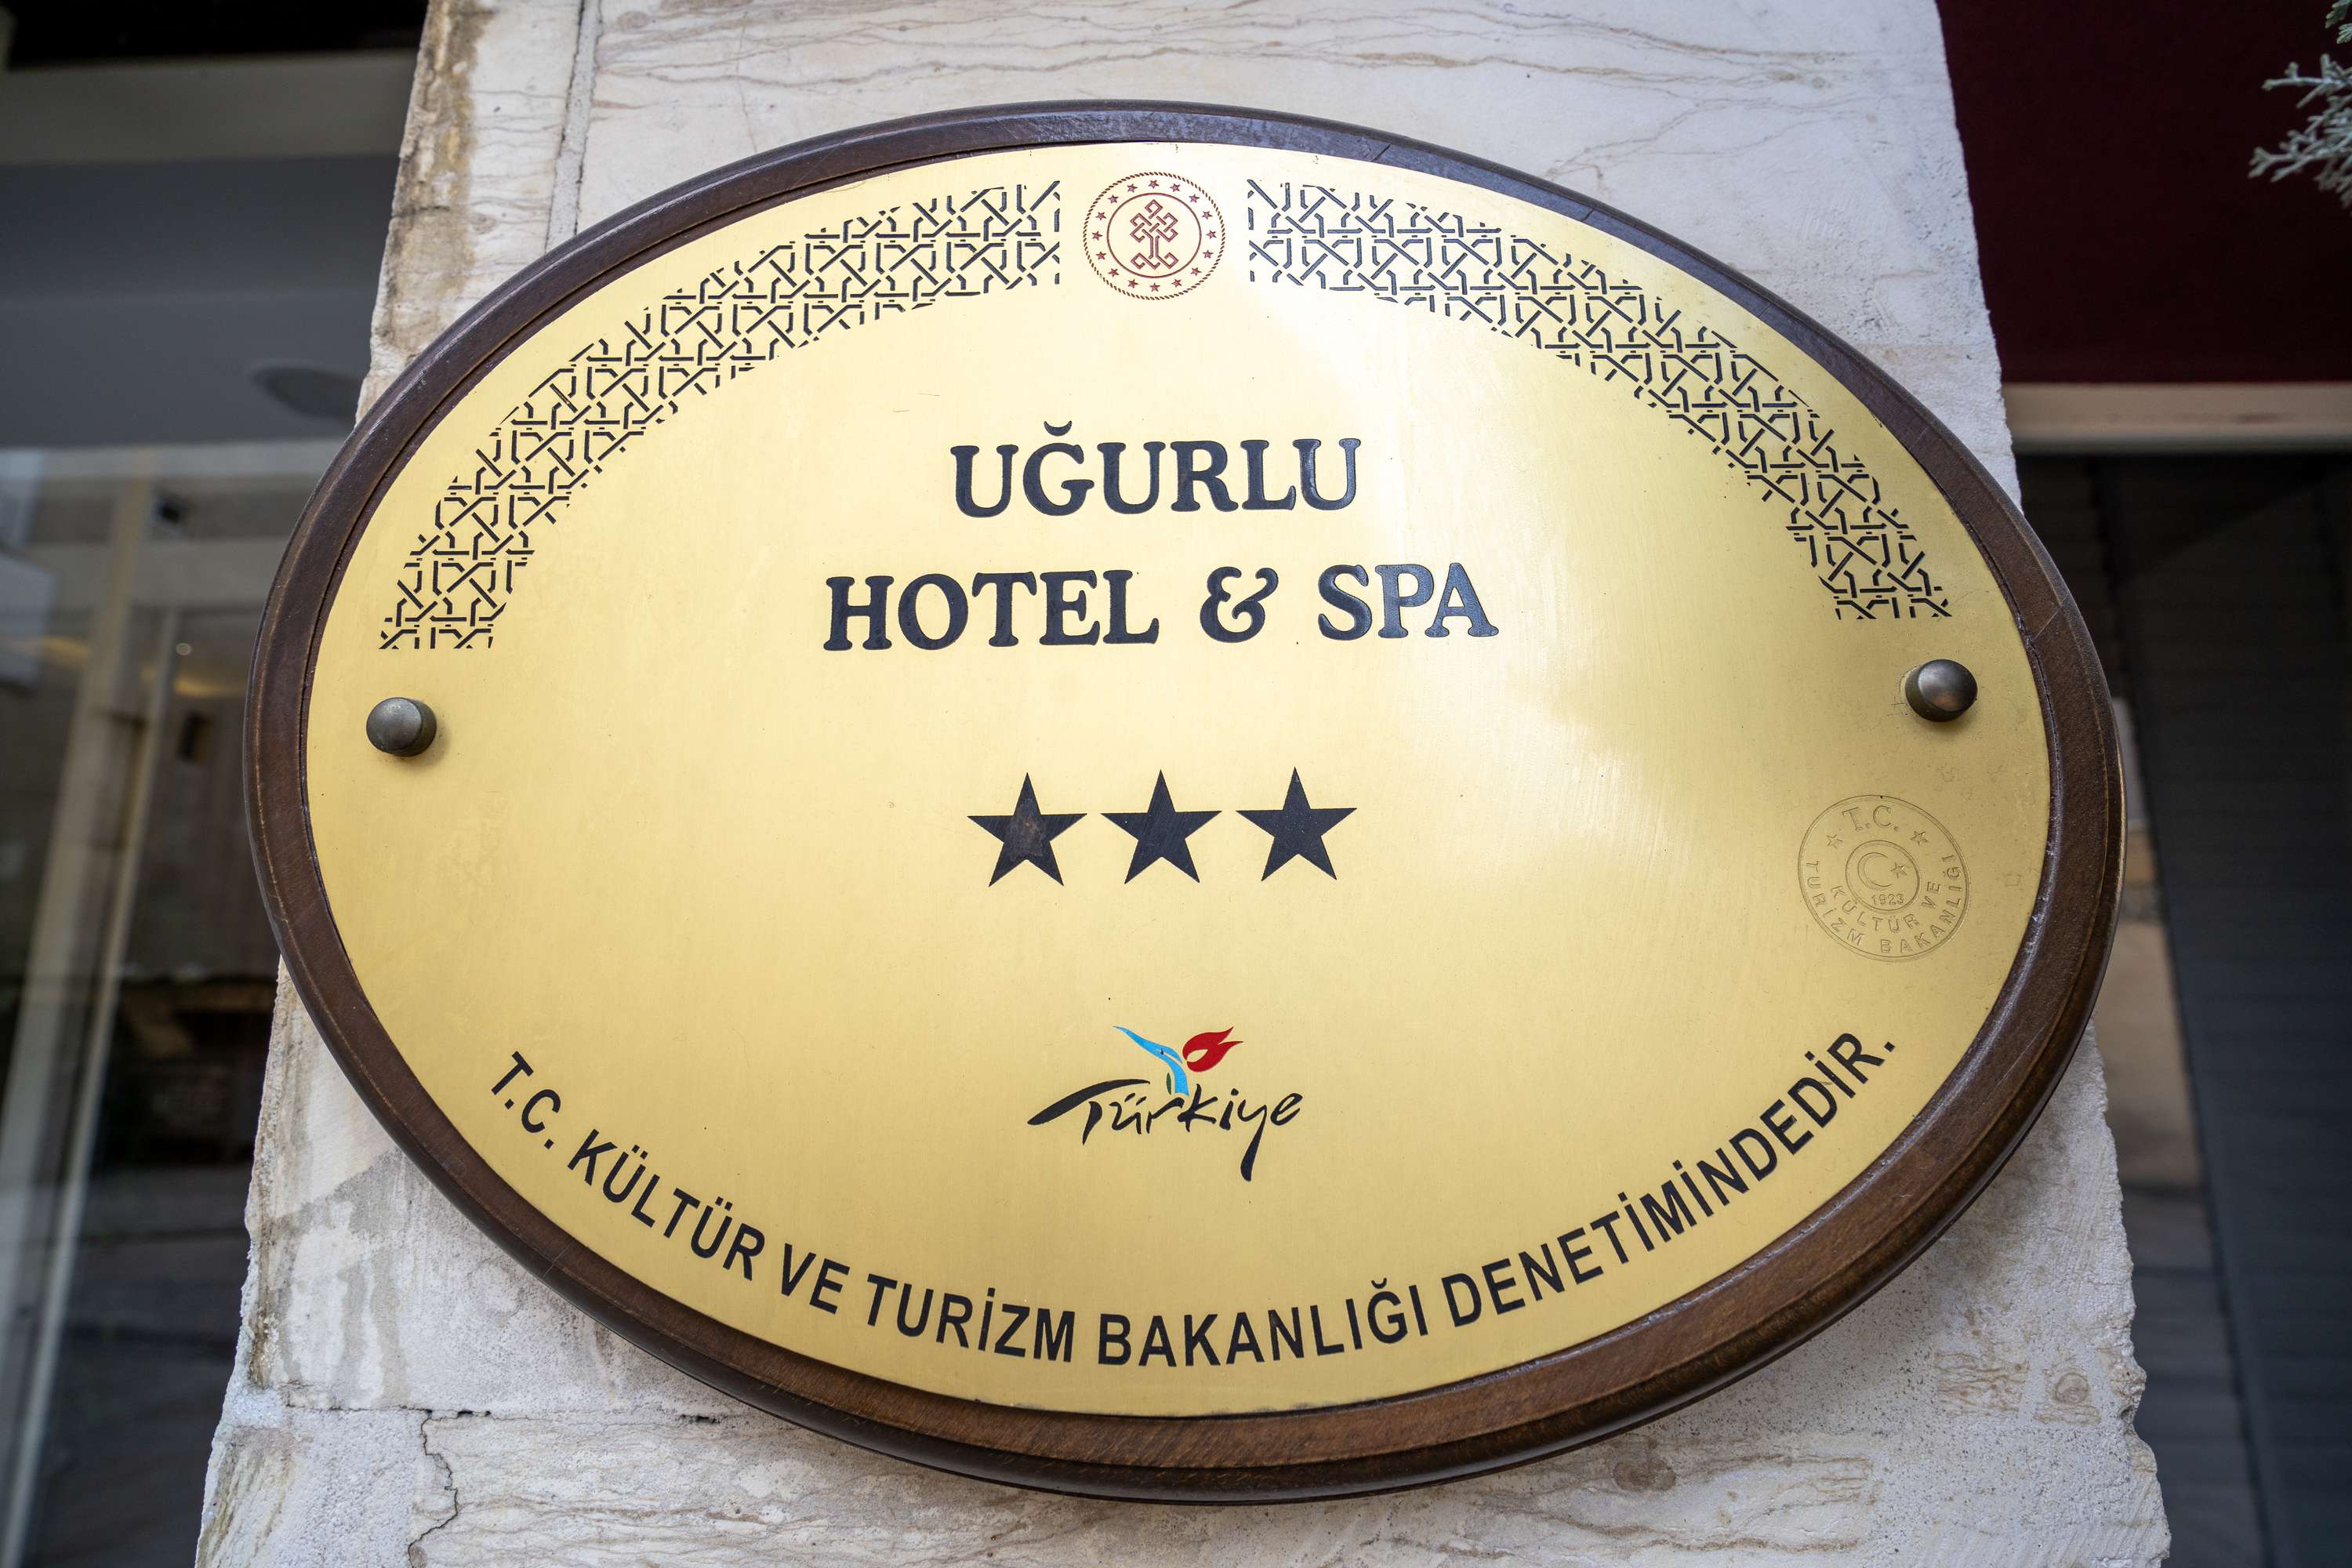 UĞURLU
HOTEL & SPA
T.C.
1923
KÜLTÜR VE
TURİZM BAKANLIĞI
Türkiye
T.C. KÜLTÜR VE TURİZM BAKANLIĞI DENETİMİNDEDİR.